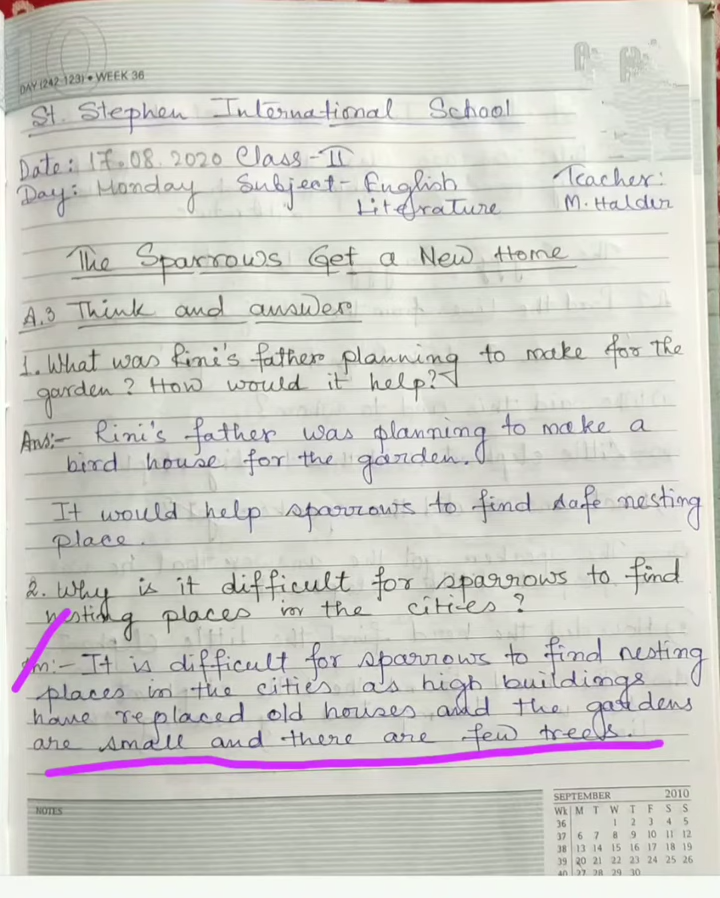 DAY (242-123) • WEEK 36
St. Stephen International School
Date: 17.08.2020 Class-II
Day: Monday Subject- English Teacher:
Literature M. Halder
The Sparrows Get a New Home
A.3 Think and answer
1. What was Rini's father planning to make for the
garden? How would it help?
Ans:- Rini's father was planning to make a
bird house for the garden.
It would help sparrows to find safe nesting
place.
2. Why is it difficult for sparrows to find
nesting places in the cities?
:- It is difficult for sparrows to find nesting
places in the cities as high buildings
have replaced old houses and the gardens
are small and there are few trees.
NOTES
SEPTEMBER 2010
Wk M T W T F S S
36 1 2 3 4 5
37 6 7 8 9 10 11 12
38 13 14 15 16 17 18 19
39 20 21 22 23 24 25 26
40 27 28 29 30